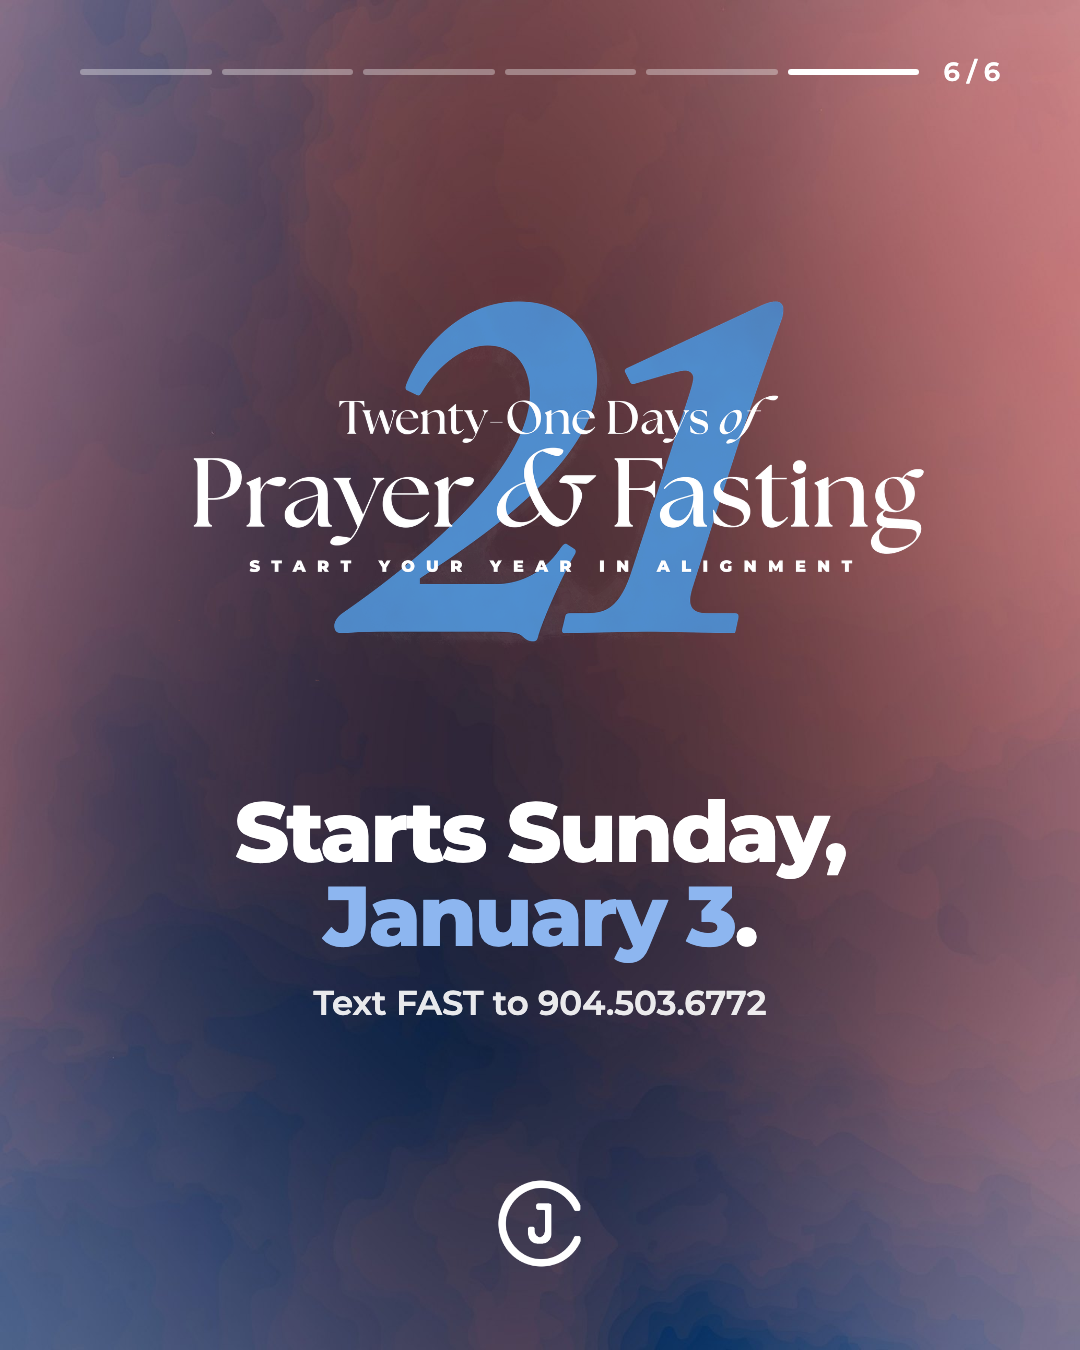 6/6
21
Twenty-One Days of
Prayer & Fasting
START YOUR YEAR IN ALIGNMENT
Starts Sunday,
January 3.
Text FAST to 904.503.6772
CJ